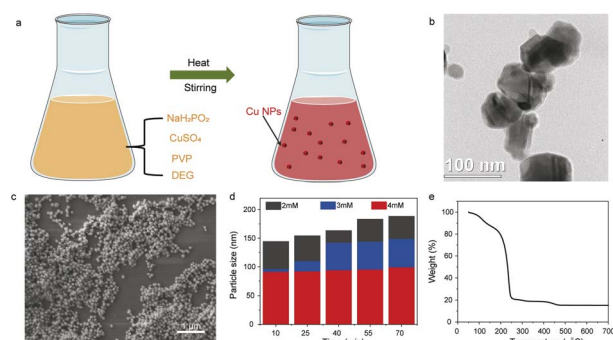 a
Heat
Stirring
NaH₂PO₂
CuSO₄
PVP
DEG
Cu NPs
b
100 nm
c
1 μm
d
2mM 3mM 4mM
Particle size (nm)
200
150
100
50
0
10 25 40 55 70
e
Weight (%)
100
80
60
40
20
0
0 100 200 300 400 500 600 700